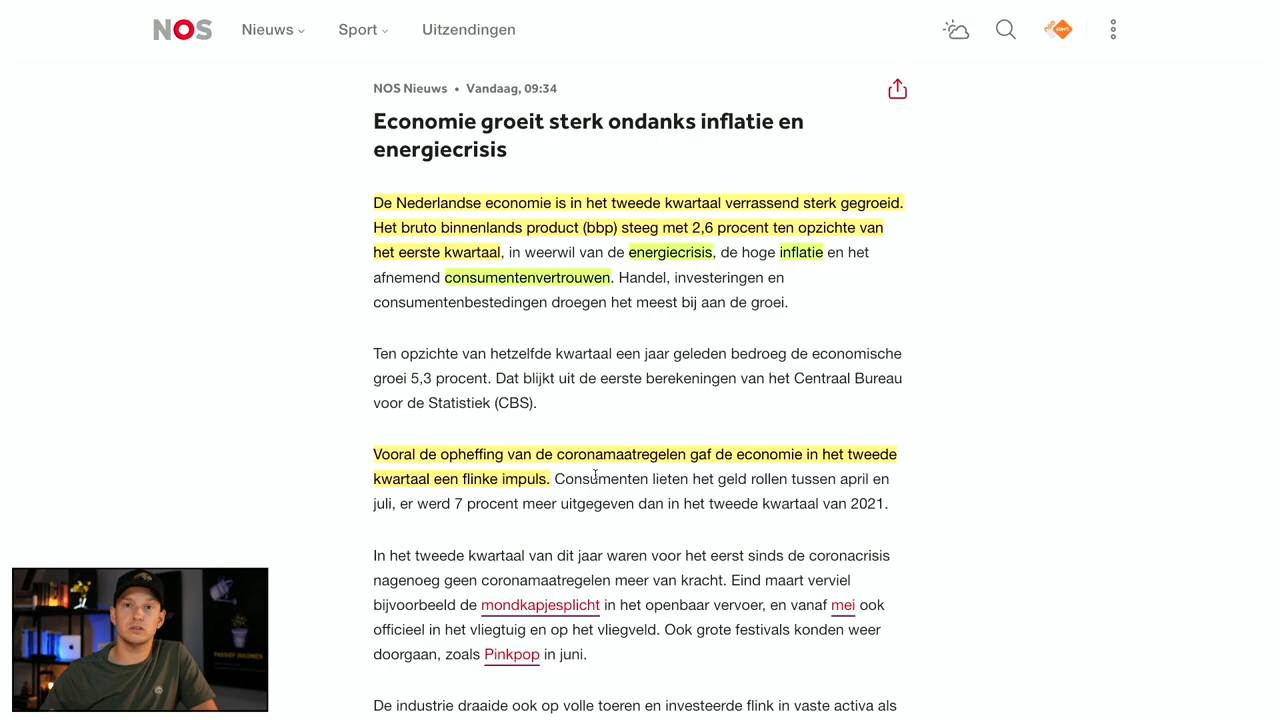 NOS Nieuws Sport Uitzendingen
start
NOS Nieuws • Vandaag, 09:34
Economie groeit sterk ondanks inflatie en
energiecrisis
De Nederlandse economie is in het tweede kwartaal verrassend sterk gegroeid.
Het bruto binnenlands product (bbp) steeg met 2,6 procent ten opzichte van
het eerste kwartaal, in weerwil van de energiecrisis, de hoge inflatie en het
afnemend consumentenvertrouwen. Handel, investeringen en
consumentenbestedingen droegen het meest bij aan de groei.
Ten opzichte van hetzelfde kwartaal een jaar geleden bedroeg de economische
groei 5,3 procent. Dat blijkt uit de eerste berekeningen van het Centraal Bureau
voor de Statistiek (CBS).
Vooral de opheffing van de coronamaatregelen gaf de economie in het tweede
kwartaal een flinke impuls. Consumenten lieten het geld rollen tussen april en
juli, er werd 7 procent meer uitgegeven dan in het tweede kwartaal van 2021.
In het tweede kwartaal van dit jaar waren voor het eerst sinds de coronacrisis
nagenoeg geen coronamaatregelen meer van kracht. Eind maart verviel
bijvoorbeeld de mondkapjesplicht in het openbaar vervoer, en vanaf mei ook
officieel in het vliegtuig en op het vliegveld. Ook grote festivals konden weer
doorgaan, zoals Pinkpop in juni.
De industrie draaide ook op volle toeren en investeerde flink in vaste activa als
PASSIEF INKOMEN